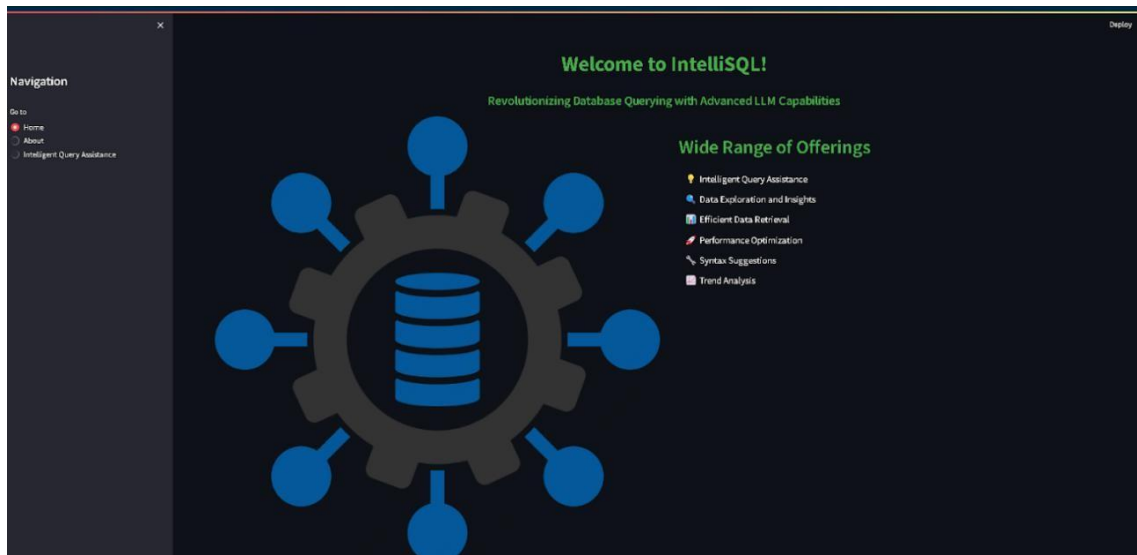 Deploy
Navigation
Go to
Home
About
Intelligent Query Assistance
Welcome to IntelliSQL!
Revolutionizing Database Querying with Advanced LLM Capabilities
Wide Range of Offerings
Intelligent Query Assistance
Data Exploration and Insights
Efficient Data Retrieval
Performance Optimization
Syntax Suggestions
Trend Analysis